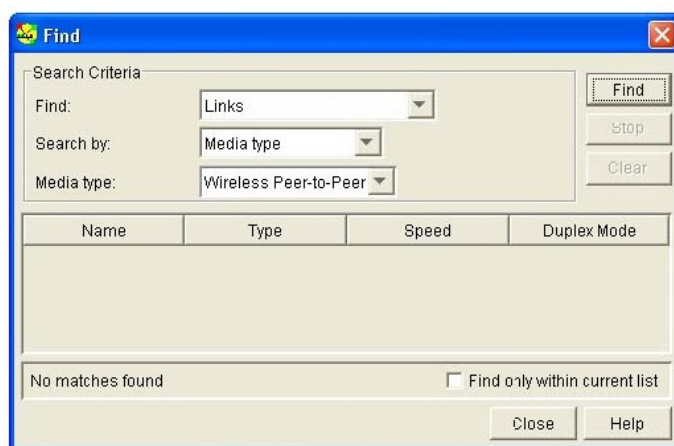 Find
Search Criteria
Find: Links
Find
Search by: Media type
Stop
Media type: Wireless Peer-to-Peer
Clear
Name Type Speed Duplex Mode
No matches found Find only within current list
Close Help